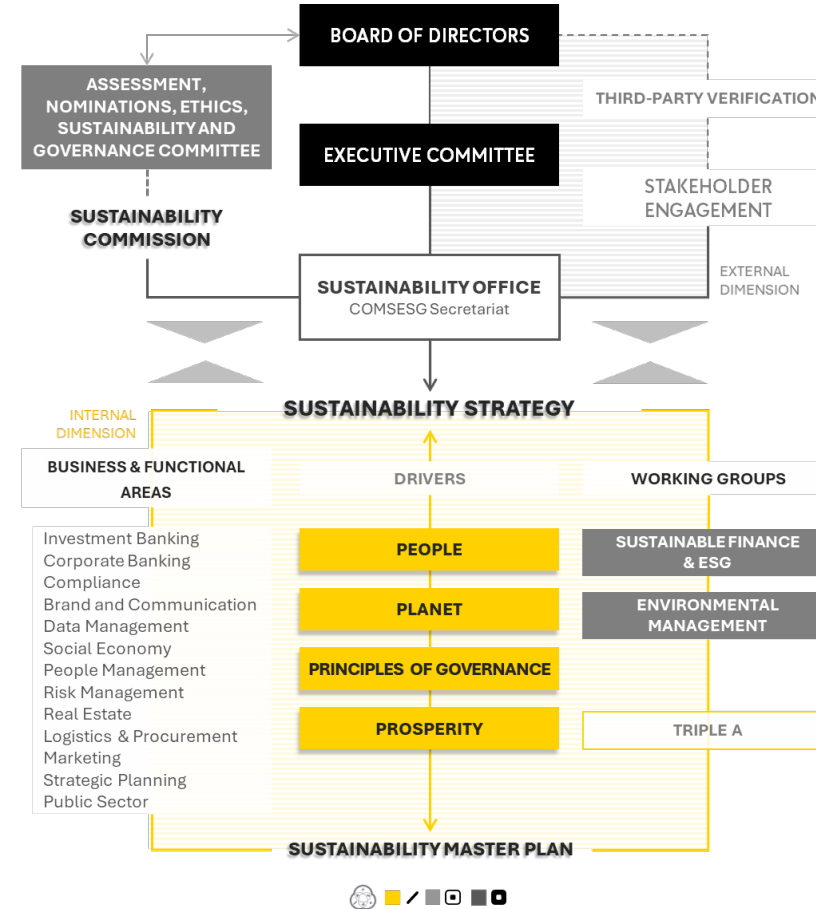 BOARD OF DIRECTORS
ASSESSMENT,
NOMINATIONS, ETHICS,
SUSTAINABILITY AND
GOVERNANCE COMMITTEE
THIRD-PARTY VERIFICATION
EXECUTIVE COMMITTEE
STAKEHOLDER
ENGAGEMENT
SUSTAINABILITY
COMMISSION
SUSTAINABILITY OFFICE
COMSESG Secretariat
EXTERNAL
DIMENSION
SUSTAINABILITY STRATEGY
INTERNAL
DIMENSION
BUSINESS & FUNCTIONAL
AREAS
DRIVERS
WORKING GROUPS
Investment Banking
Corporate Banking
Compliance
Brand and Communication
Data Management
Social Economy
People Management
Risk Management
Real Estate
Logistics & Procurement
Marketing
Strategic Planning
Public Sector
PEOPLE
PLANET
PRINCIPLES OF GOVERNANCE
PROSPERITY
SUSTAINABLE FINANCE
& ESG
ENVIRONMENTAL
MANAGEMENT
TRIPLE A
SUSTAINABILITY MASTER PLAN